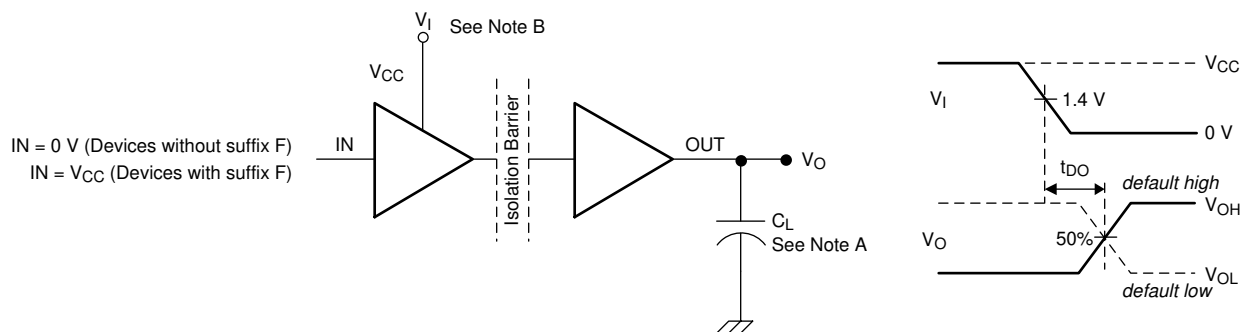 V_I See Note B
V_CC
IN = 0 V (Devices without suffix F)
IN = V_CC (Devices with suffix F)
IN
Isolation Barrier
OUT
V_O
C_L
See Note A
V_I
V_CC
1.4 V
0 V
t_DO
default high
V_OH
V_O
50%
V_OL
default low